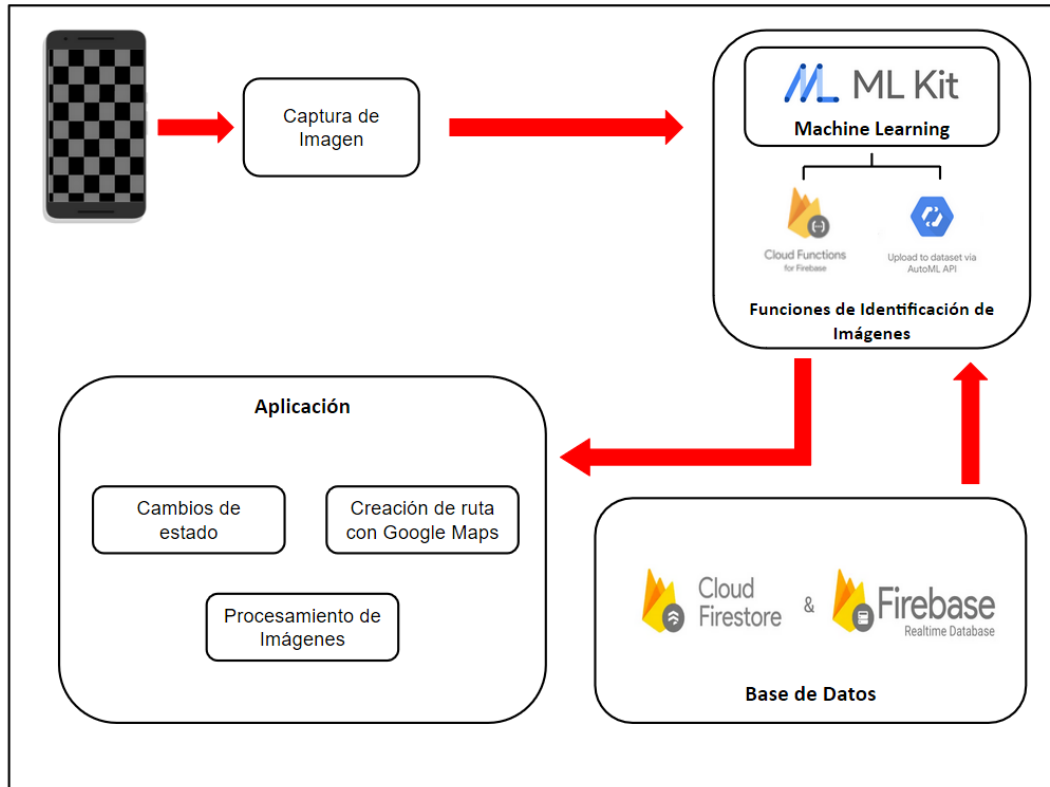 Captura de
Imagen
ML Kit
Machine Learning
Cloud Functions
for Firebase
Upload to dataset via
AutoML API
Funciones de Identificación de
Imágenes
Aplicación
Cambios de
estado
Creación de ruta
con Google Maps
Procesamiento de
Imágenes
Cloud
Firestore
&
Firebase
Realtime Database
Base de Datos